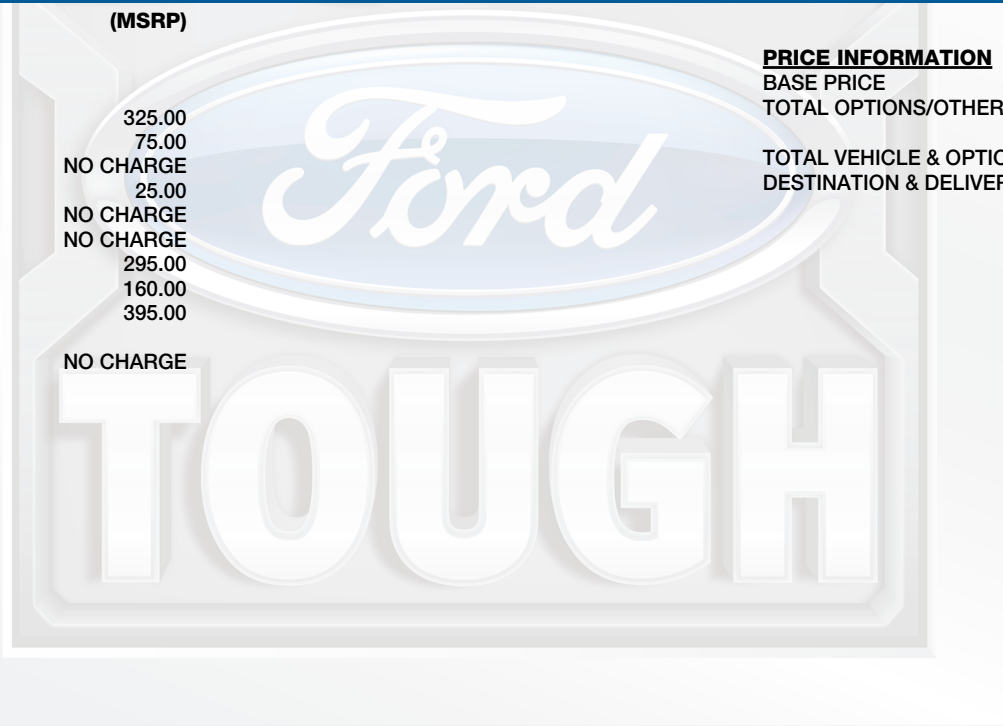 (MSRP)
325.00
75.00
NO CHARGE
25.00
NO CHARGE
NO CHARGE
295.00
160.00
395.00
NO CHARGE
PRICE INFORMATION
BASE PRICE
TOTAL OPTIONS/OTHER
TOTAL VEHICLE & OPTIO
DESTINATION & DELIVER
Ford
TOUGH